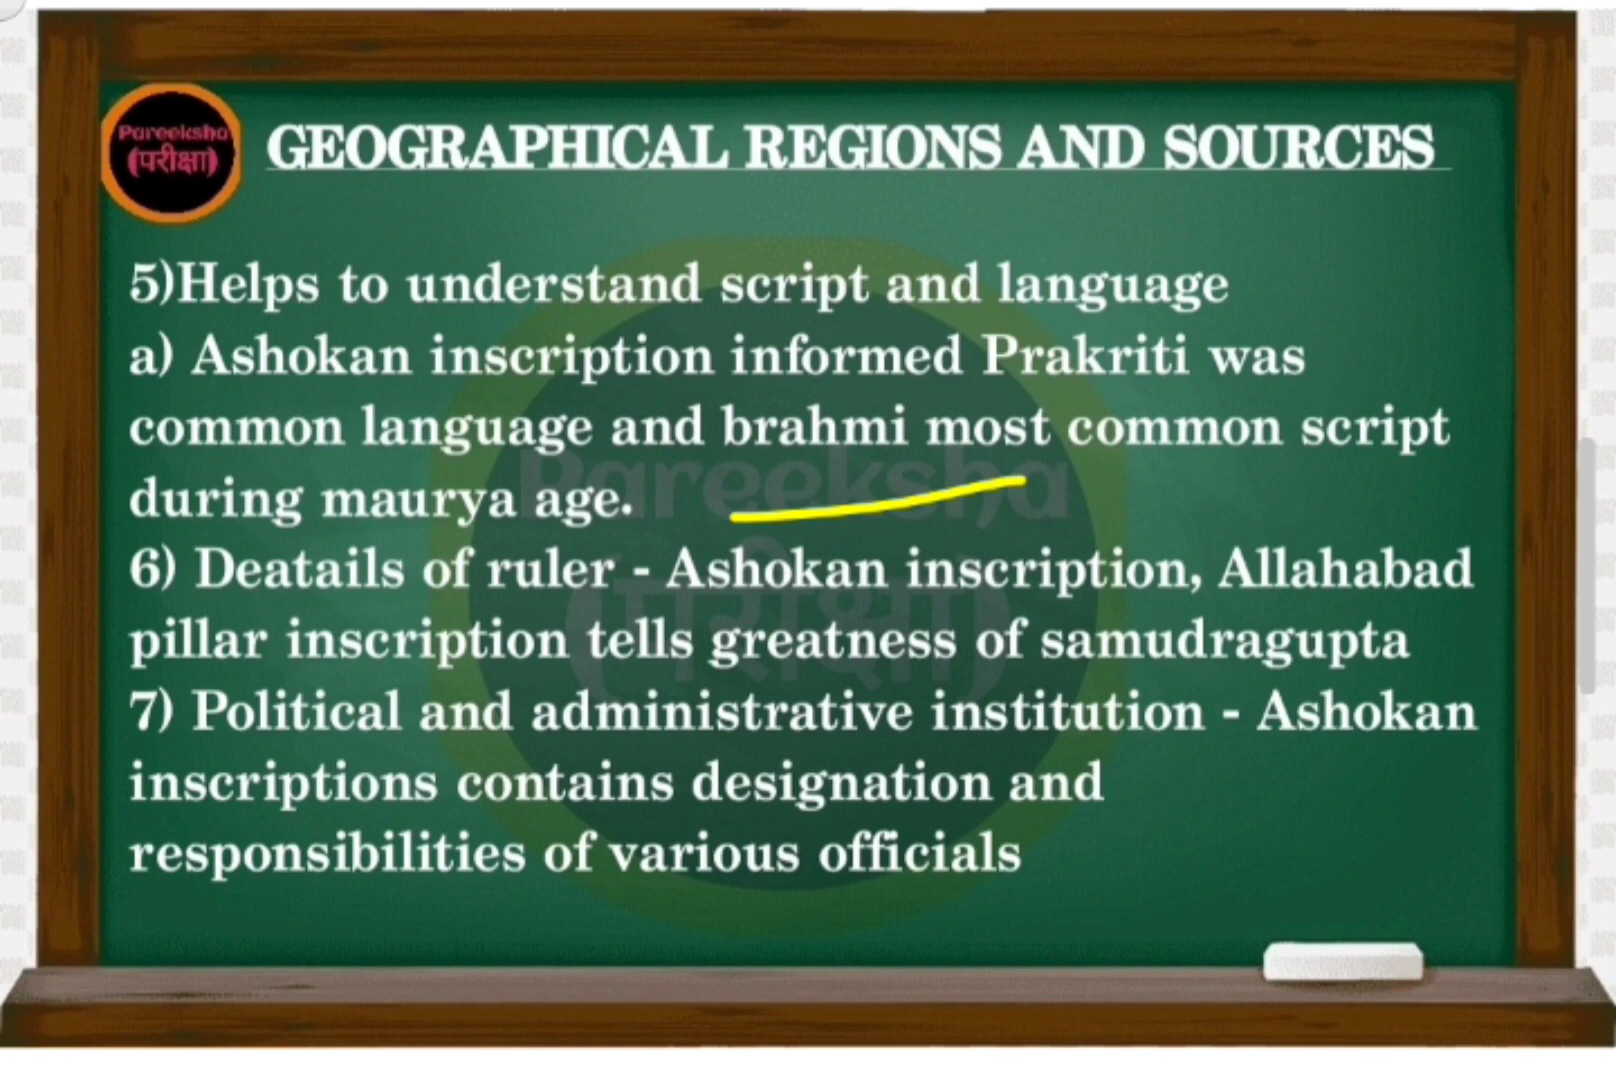 Pareeksha
(परीक्षा)
GEOGRAPHICAL REGIONS AND SOURCES
5)Helps to understand script and language
a) Ashokan inscription informed Prakriti was
common language and brahmi most common script
during maurya age.
6) Deatails of ruler - Ashokan inscription, Allahabad
pillar inscription tells greatness of samudragupta
7) Political and administrative institution - Ashokan
inscriptions contains designation and
responsibilities of various officials
Pareeksha
(परीक्षा)